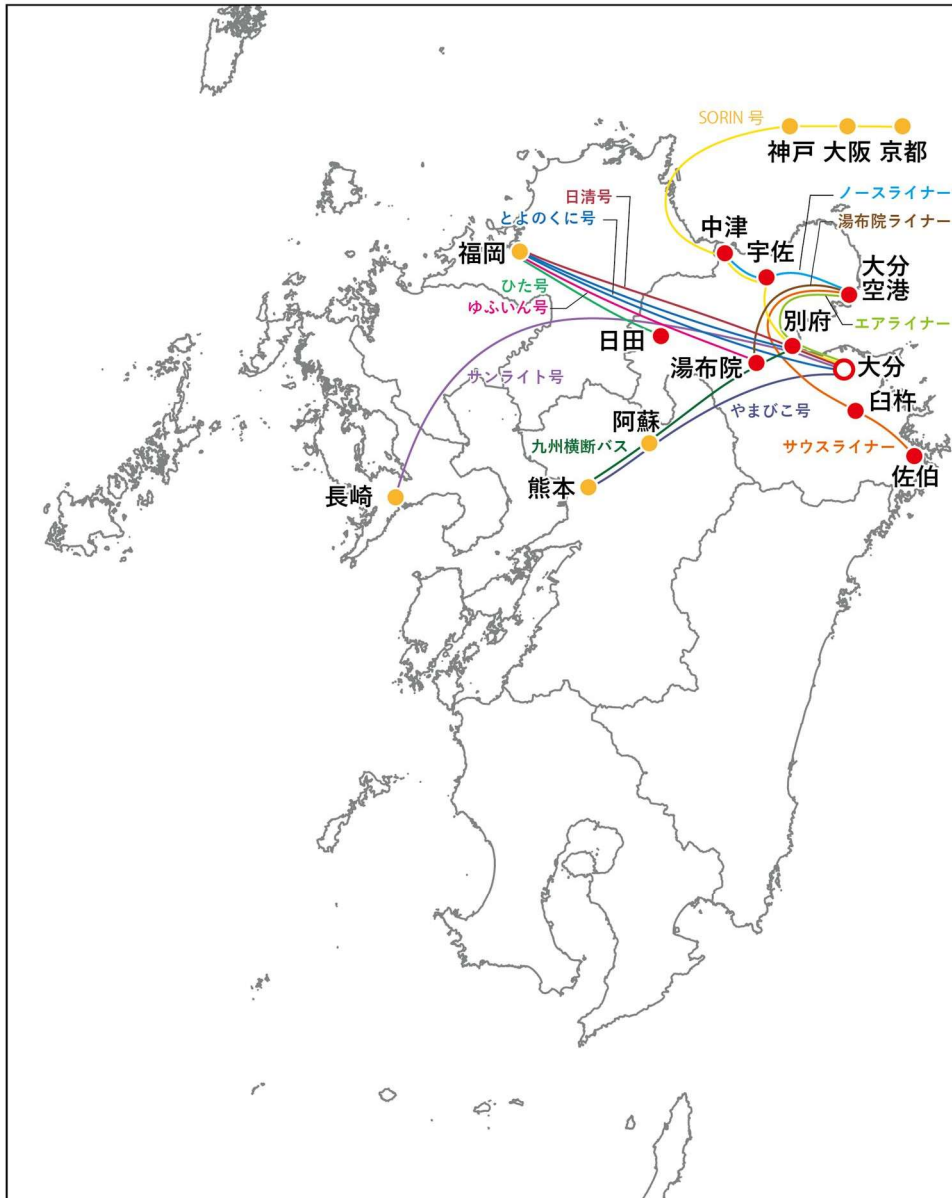 SORIN 号
神戸 大阪 京都
日清号
とよのくに号
ノースライナー
湯布院ライナー
中津
宇佐
福岡
大分
空港
ひた号
ゆふいん号
エアライナー
別府
日田
湯布院
大分
サンライト号
やまびこ号
臼杵
阿蘇
九州横断バス
サウスライナー
佐伯
熊本
長崎